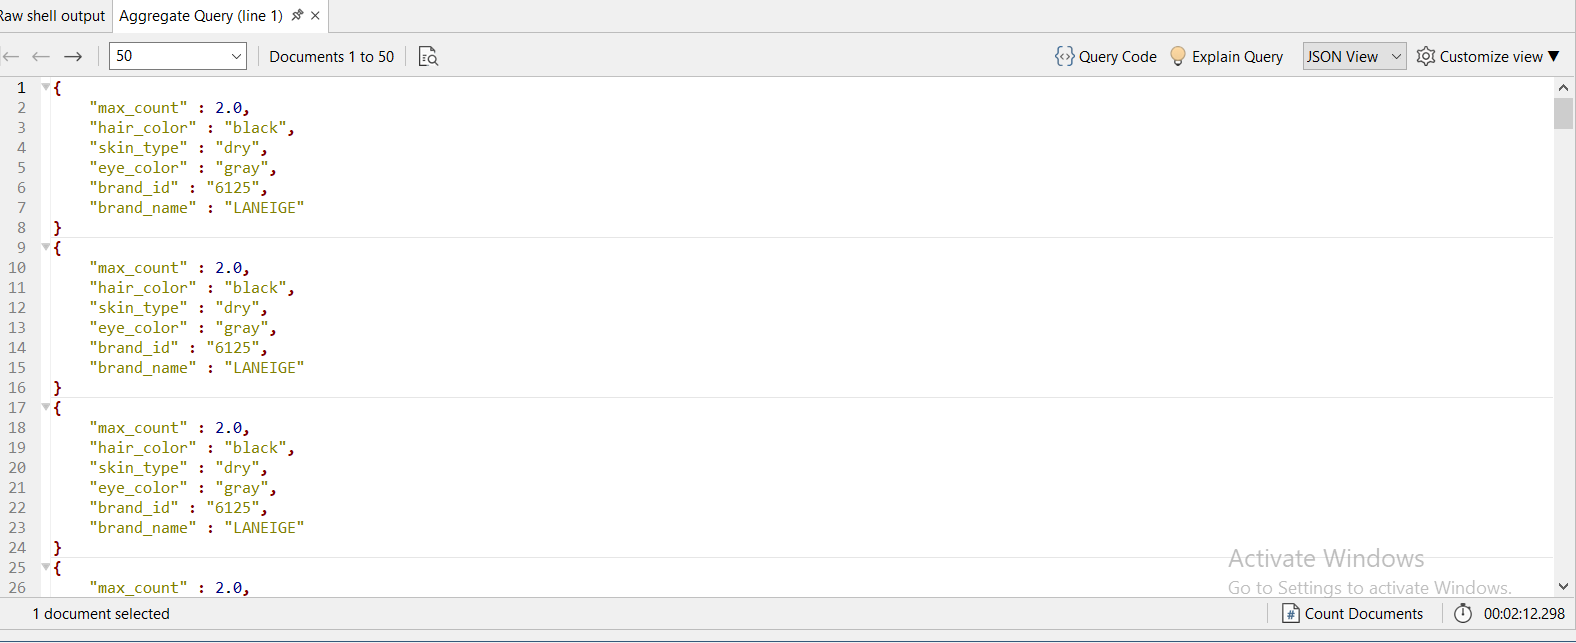 Raw shell output Aggregate Query (line 1)
50 Documents 1 to 50 Query Code Explain Query JSON View Customize view
1 {
2 "max_count" : 2.0,
3 "hair_color" : "black",
4 "skin_type" : "dry",
5 "eye_color" : "gray",
6 "brand_id" : "6125",
7 "brand_name" : "LANEIGE"
8 }
9 {
10 "max_count" : 2.0,
11 "hair_color" : "black",
12 "skin_type" : "dry",
13 "eye_color" : "gray",
14 "brand_id" : "6125",
15 "brand_name" : "LANEIGE"
16 }
17 {
18 "max_count" : 2.0,
19 "hair_color" : "black",
20 "skin_type" : "dry",
21 "eye_color" : "gray",
22 "brand_id" : "6125",
23 "brand_name" : "LANEIGE"
24 }
25 {
26 "max_count" : 2.0,
Activate Windows
Go to Settings to activate Windows.
1 document selected # Count Documents 00:02:12.298